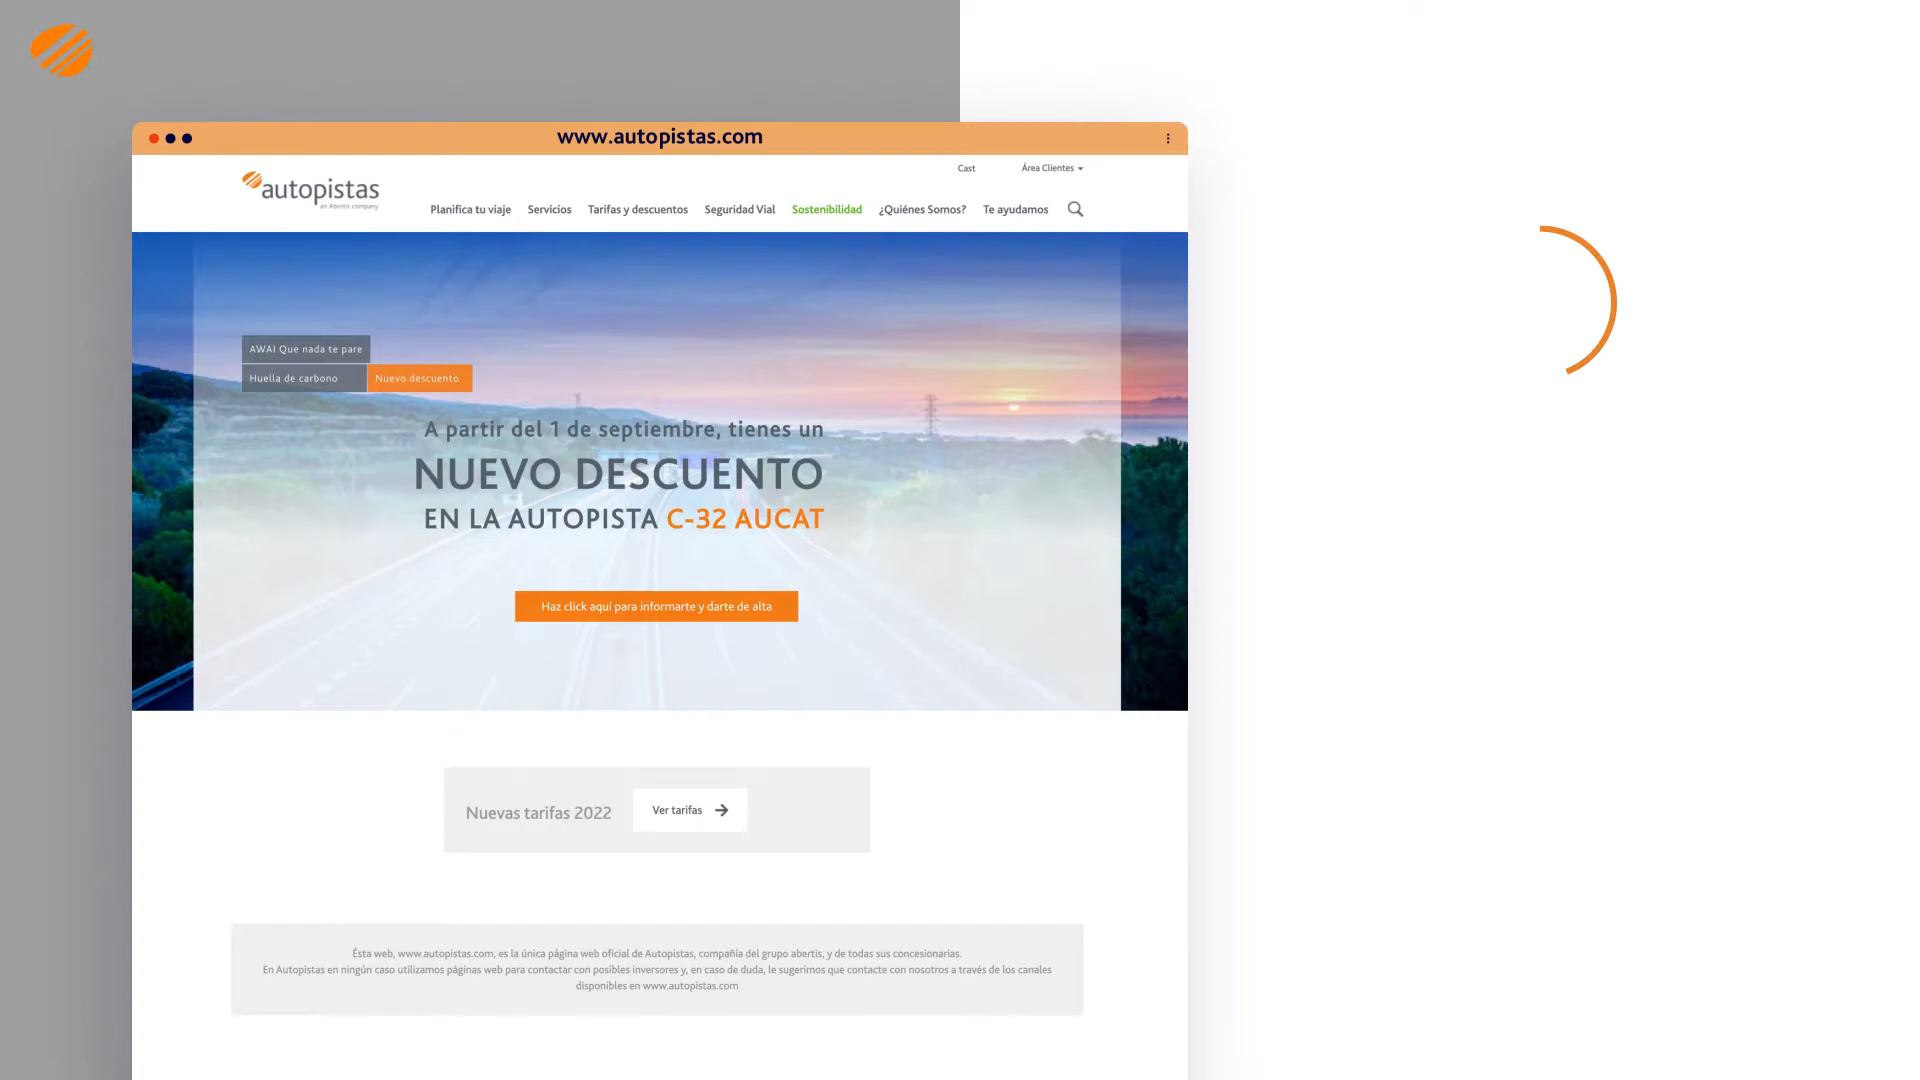 www.autopistas.com
Cast
Área Clientes
autopistas
an Abertis company
Planifica tu viaje Servicios Tarifas y descuentos Seguridad Vial Sostenibilidad ¿Quiénes Somos? Te ayudamos
AWAI Que nada te pare
Huella de carbono
Nuevo descuento
A partir del 1 de septiembre, tienes un
NUEVO DESCUENTO
EN LA AUTOPISTA C-32 AUCAT
Haz click aquí para informarte y darte de alta
Nuevas tarifas 2022
Ver tarifas
Ésta web, www.autopistas.com, es la única página web oficial de Autopistas, compañía del grupo abertis, y de todas sus concesionarias.
En Autopistas en ningún caso utilizamos páginas web para contactar con posibles inversores y, en caso de duda, le sugerimos que contacte con nosotros a través de los canales
disponibles en www.autopistas.com